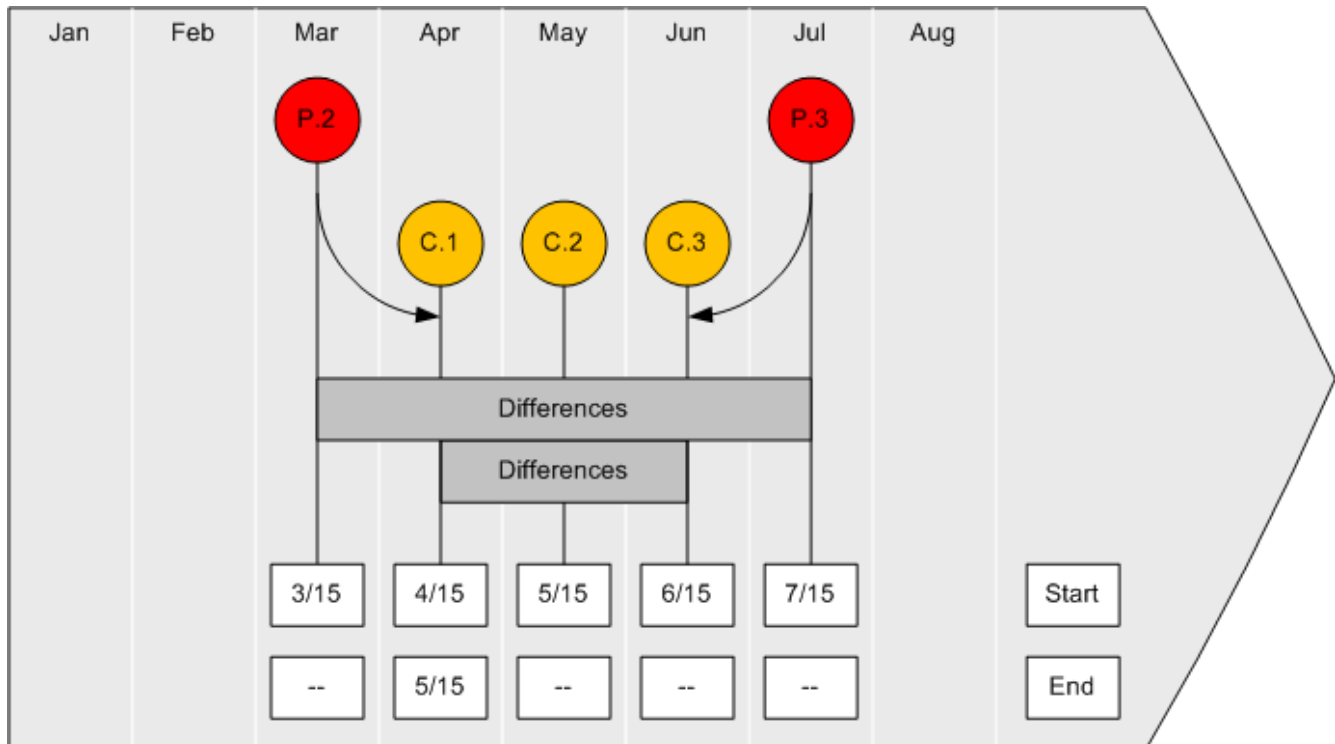 Jan Feb Mar Apr May Jun Jul Aug
P.2 P.3
C.1 C.2 C.3
Differences
Differences
3/15 4/15 5/15 6/15 7/15 Start
-- 5/15 -- -- -- End